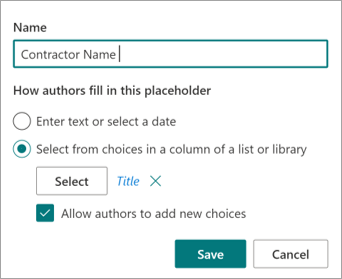 Name
Contractor Name
How authors fill in this placeholder
Enter text or select a date
Select from choices in a column of a list or library
Select Title
Allow authors to add new choices
Save Cancel